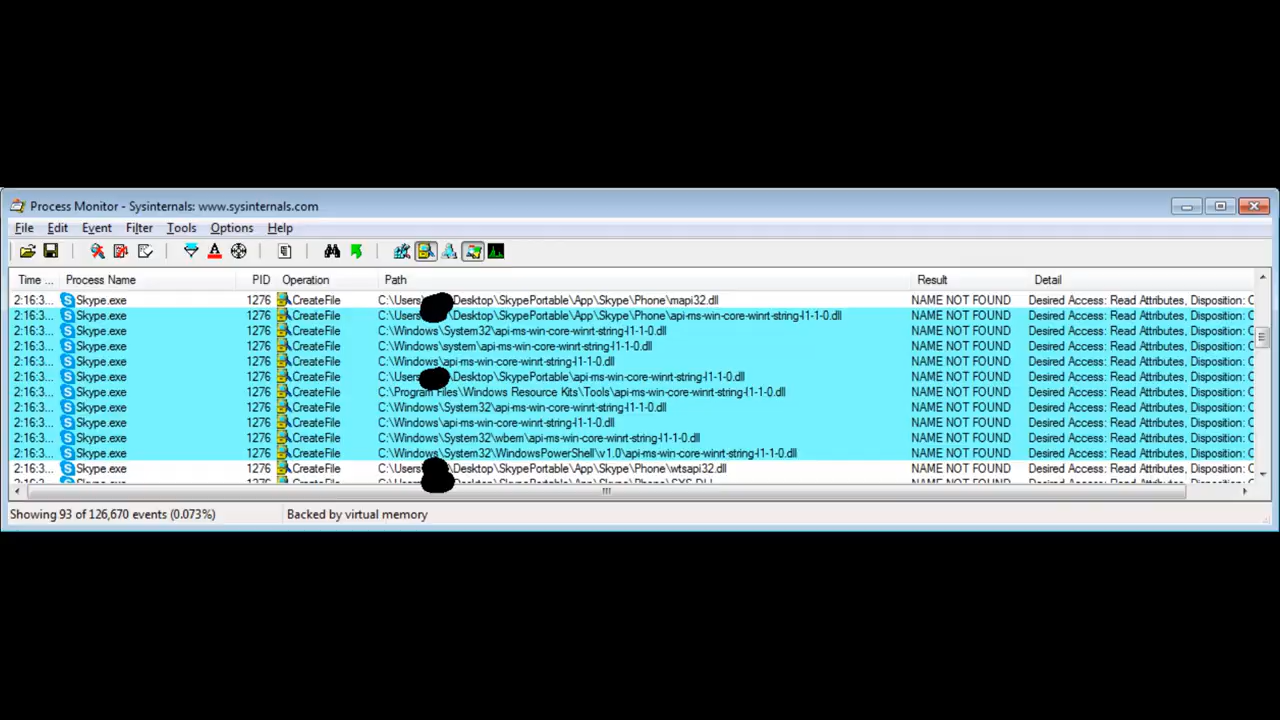 Process Monitor - Sysinternals: www.sysinternals.com
File Edit Event Filter Tools Options Help
Time ... Process Name PID Operation Path Result Detail
2:16:3... Skype.exe 1276 CreateFile C:\Users Desktop\SkypePortable\App\Skype\Phone\mapi32.dll NAME NOT FOUND Desired Access: Read Attributes, Disposition: O
2:16:3... Skype.exe 1276 CreateFile C:\Users Desktop\SkypePortable\App\Skype\Phone\api-ms-win-core-winrt-string-l1-1-0.dll NAME NOT FOUND Desired Access: Read Attributes, Disposition: O
2:16:3... Skype.exe 1276 CreateFile C:\Windows\System32\api-ms-win-core-winrt-string-l1-1-0.dll NAME NOT FOUND Desired Access: Read Attributes, Disposition: O
2:16:3... Skype.exe 1276 CreateFile C:\Windows\system\api-ms-win-core-winrt-string-l1-1-0.dll NAME NOT FOUND Desired Access: Read Attributes, Disposition: O
2:16:3... Skype.exe 1276 CreateFile C:\Windows\api-ms-win-core-winrt-string-l1-1-0.dll NAME NOT FOUND Desired Access: Read Attributes, Disposition: O
2:16:3... Skype.exe 1276 CreateFile C:\Users \Desktop\SkypePortable\api-ms-win-core-winrt-string-l1-1-0.dll NAME NOT FOUND Desired Access: Read Attributes, Disposition: O
2:16:3... Skype.exe 1276 CreateFile C:\Program Files\Windows Resource Kits\Tools\api-ms-win-core-winrt-string-l1-1-0.dll NAME NOT FOUND Desired Access: Read Attributes, Disposition: O
2:16:3... Skype.exe 1276 CreateFile C:\Windows\System32\api-ms-win-core-winrt-string-l1-1-0.dll NAME NOT FOUND Desired Access: Read Attributes, Disposition: O
2:16:3... Skype.exe 1276 CreateFile C:\Windows\api-ms-win-core-winrt-string-l1-1-0.dll NAME NOT FOUND Desired Access: Read Attributes, Disposition: O
2:16:3... Skype.exe 1276 CreateFile C:\Windows\System32\wbem\api-ms-win-core-winrt-string-l1-1-0.dll NAME NOT FOUND Desired Access: Read Attributes, Disposition: O
2:16:3... Skype.exe 1276 CreateFile C:\Windows\System32\WindowsPowerShell\v1.0\api-ms-win-core-winrt-string-l1-1-0.dll NAME NOT FOUND Desired Access: Read Attributes, Disposition: O
2:16:3... Skype.exe 1276 CreateFile C:\Users \Desktop\SkypePortable\App\Skype\Phone\wtsapi32.dll NAME NOT FOUND Desired Access: Read Attributes, Disposition: O
Showing 93 of 126,670 events (0.073%) Backed by virtual memory